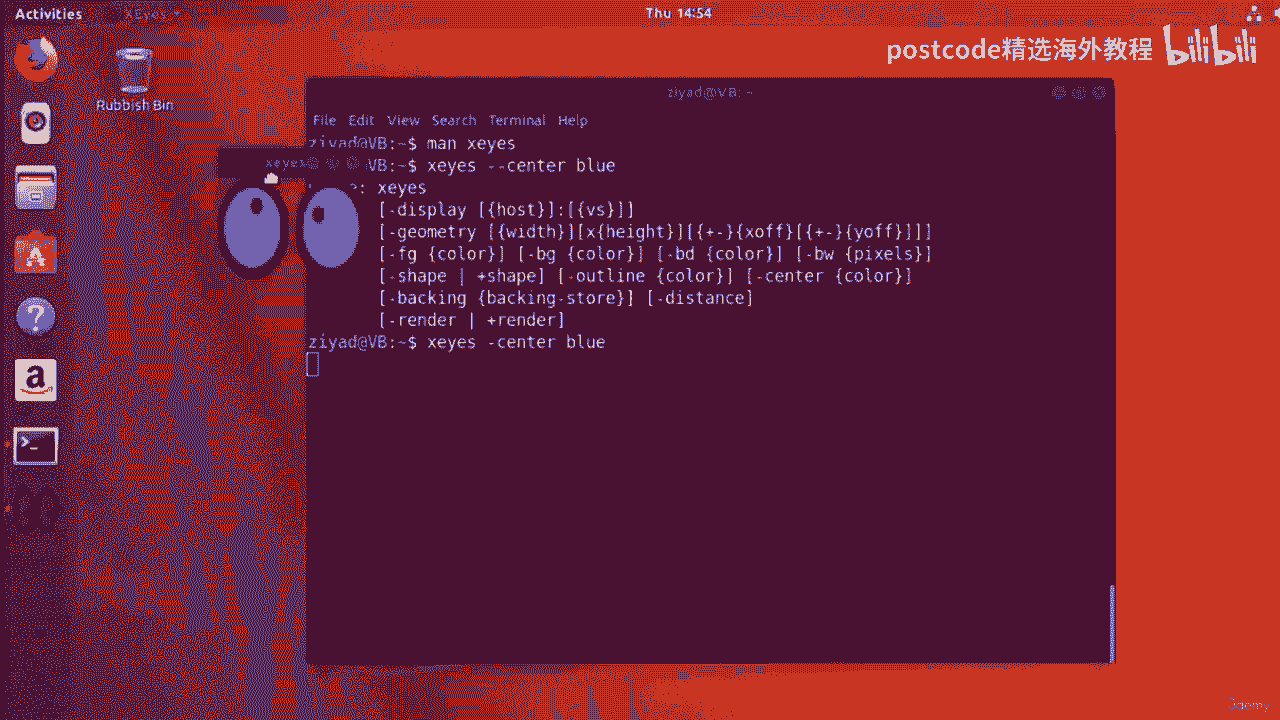 Activities
XEyes
Thu 14:54
postcode精选海外教程 bilibili
Rubbish Bin
ziyad@VB: ~
File Edit View Search Terminal Help
ziyad@VB:~$ man xeyes
xeyes
VB:~$ xeyes --center blue
: xeyes
[-display [{host}]:[{vs}]]
[-geometry [{width}][x{height}][{+-}{xoff}[{+-}{yoff}]]]
[-fg {color}] [-bg {color}] [-bd {color}] [-bw {pixels}]
[-shape | +shape] [-outline {color}] [-center {color}]
[-backing {backing-store}] [-distance]
[-render | +render]
ziyad@VB:~$ xeyes -center blue
Udemy